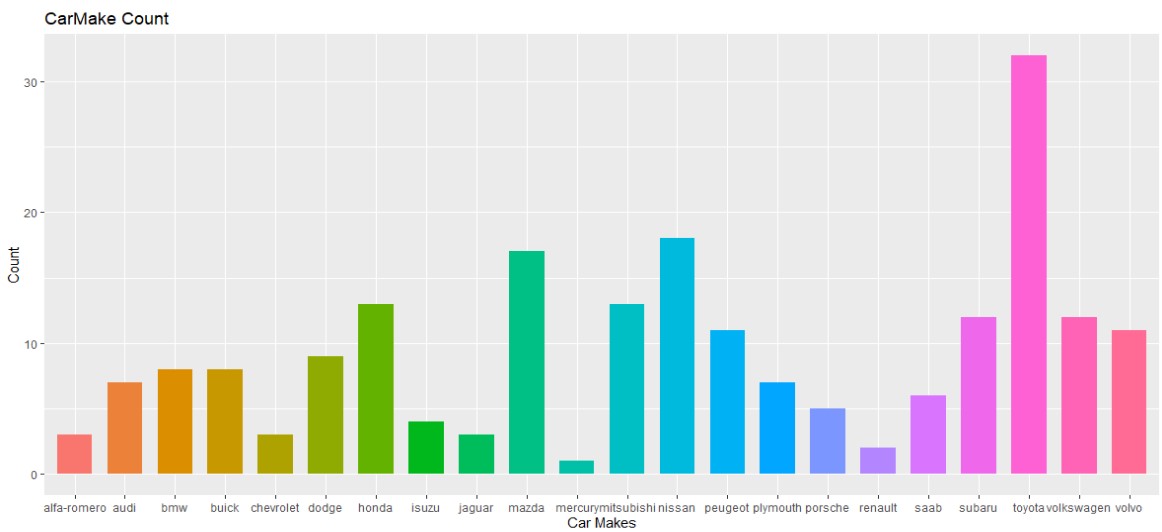 CarMake Count
30
20
10
0
Count
alfa-romero audi bmw buick chevrolet dodge honda isuzu jaguar mazda mercury mitsubishi nissan peugeot plymouth porsche renault saab subaru toyota volkswagen volvo
Car Makes